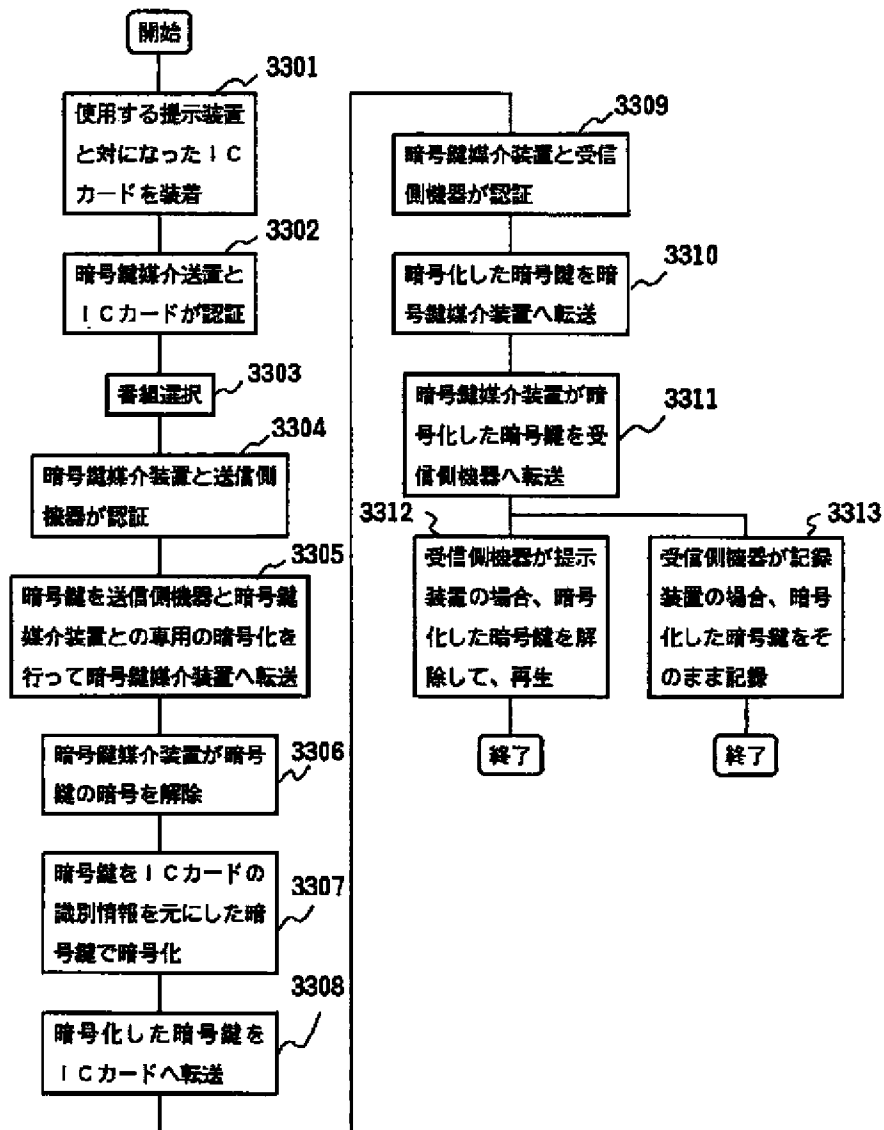 開始
3301
使用する提示装置
と対になったＩＣ
カードを装着
3302
暗号鍵媒介送置と
ＩＣカードが認証
3303
番組選択
3304
暗号鍵媒介装置と送信側
機器が認証
3305
暗号鍵を送信側機器と暗号鍵
媒介装置との専用の暗号化を
行って暗号鍵媒介装置へ転送
暗号鍵媒介装置が暗号
鍵の暗号を解除
3306
暗号鍵をＩＣカードの
識別情報を元にした暗
号鍵で暗号化
3307
3308
暗号化した暗号鍵を
ＩＣカードへ転送
3309
暗号鍵媒介装置と受信
側機器が認証
暗号化した暗号鍵を暗
号鍵媒介装置へ転送
3310
暗号鍵媒介装置が暗
号化した暗号鍵を受
信側機器へ転送
3311
3312
受信側機器が提示
装置の場合、暗号
化した暗号鍵を解
除して、再生
終了
3313
受信側機器が記録
装置の場合、暗号
化した暗号鍵をそ
のまま記録
終了